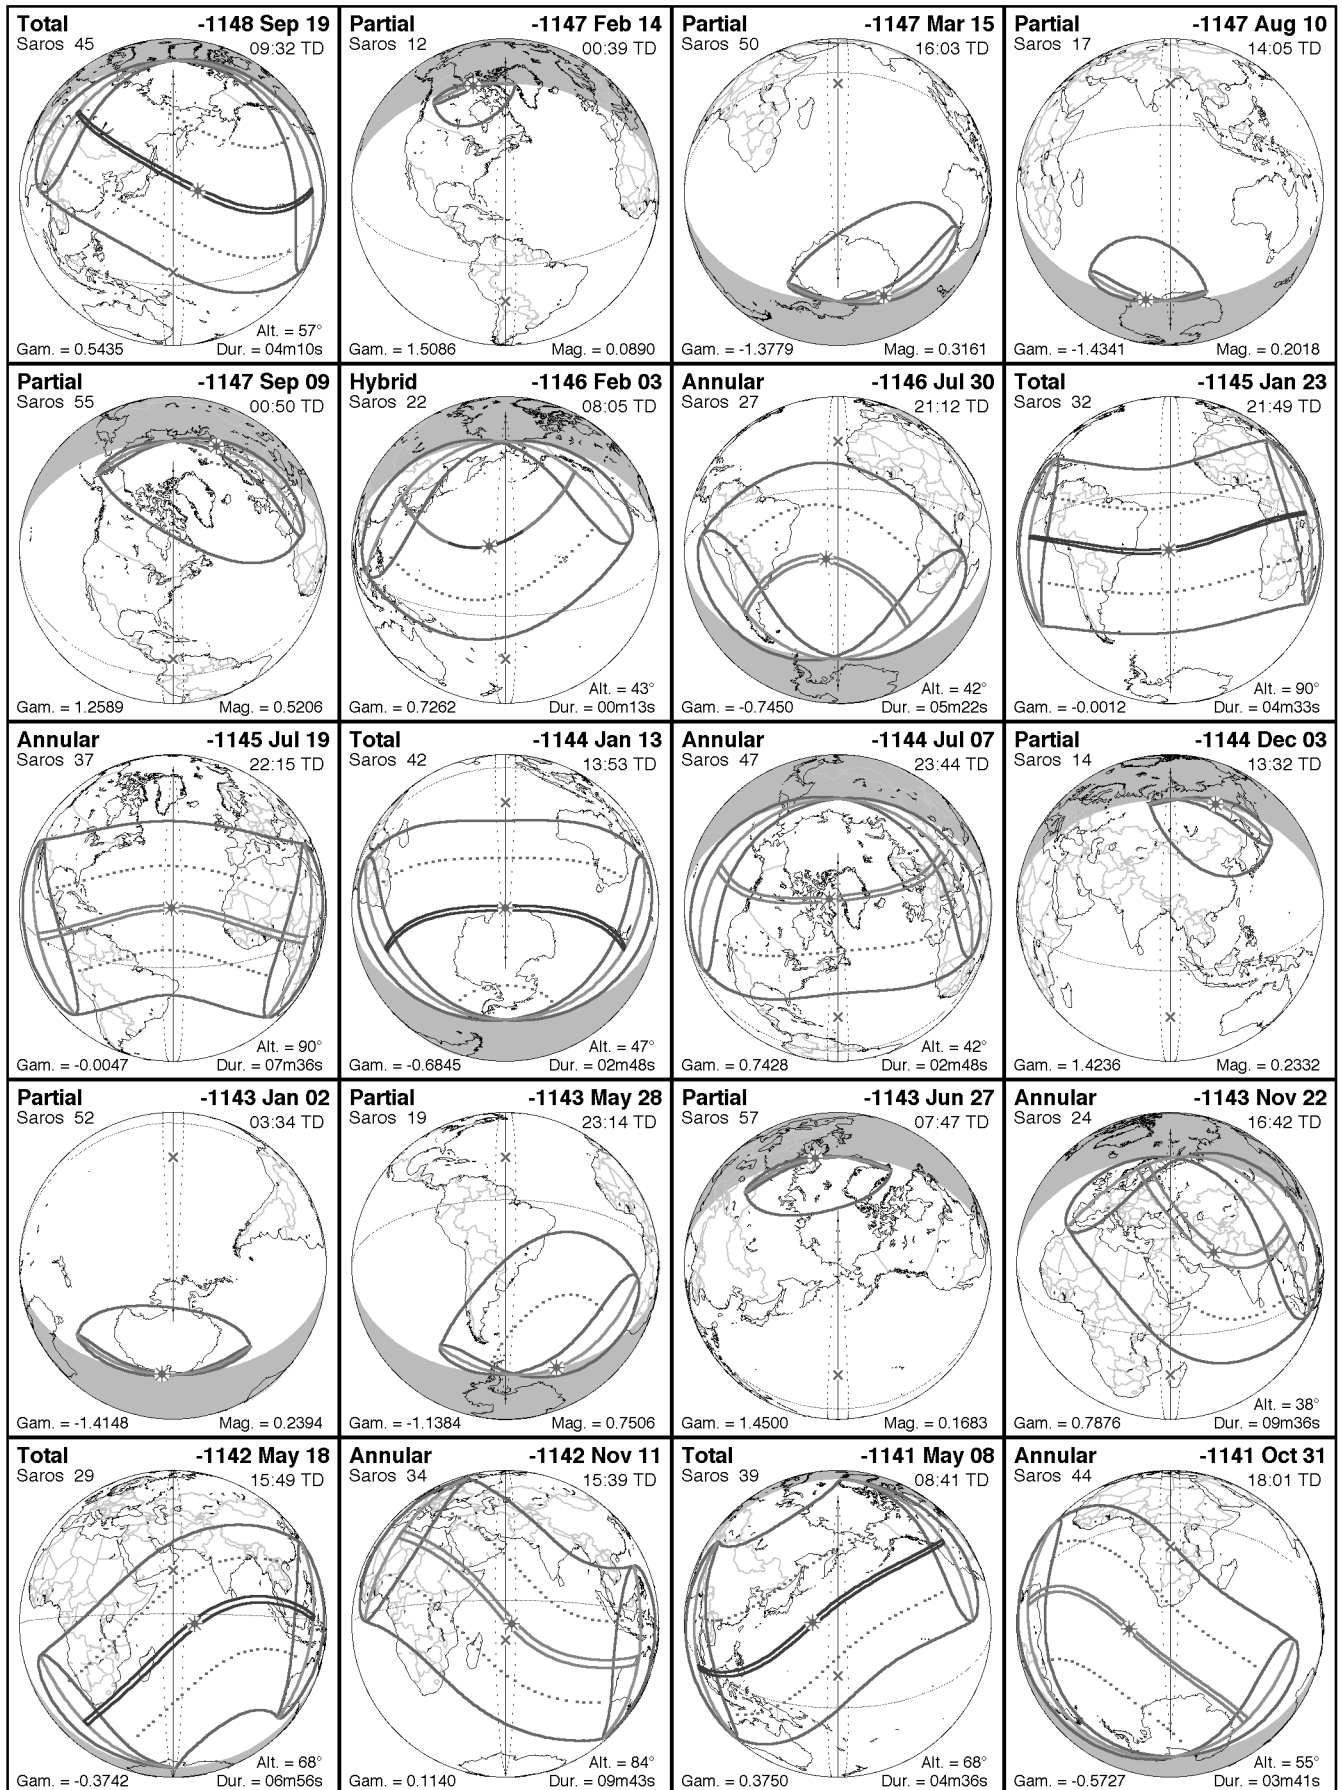 Total -1148 Sep 19
Saros 45 09:32 TD
Alt. = 57°
Gam. = 0.5435 Dur. = 04m10s
Partial -1147 Feb 14
Saros 12 00:39 TD
Gam. = 1.5086 Mag. = 0.0890
Partial -1147 Mar 15
Saros 50 16:03 TD
Gam. = -1.3779 Mag. = 0.3161
Partial -1147 Aug 10
Saros 17 14:05 TD
Gam. = -1.4341 Mag. = 0.2018
Partial -1147 Sep 09
Saros 55 00:50 TD
Gam. = 1.2589 Mag. = 0.5206
Hybrid -1146 Feb 03
Saros 22 08:05 TD
Alt. = 43°
Gam. = 0.7262 Dur. = 00m13s
Annular -1146 Jul 30
Saros 27 21:12 TD
Alt. = 42°
Gam. = -0.7450 Dur. = 05m22s
Total -1145 Jan 23
Saros 32 21:49 TD
Alt. = 90°
Gam. = -0.0012 Dur. = 04m33s
Annular -1145 Jul 19
Saros 37 22:15 TD
Alt. = 90°
Gam. = -0.0047 Dur. = 07m36s
Total -1144 Jan 13
Saros 42 13:53 TD
Alt. = 47°
Gam. = -0.6845 Dur. = 02m48s
Annular -1144 Jul 07
Saros 47 23:44 TD
Alt. = 42°
Gam. = 0.7428 Dur. = 02m48s
Partial -1144 Dec 03
Saros 14 13:32 TD
Gam. = 1.4236 Mag. = 0.2332
Partial -1143 Jan 02
Saros 52 03:34 TD
Gam. = -1.4148 Mag. = 0.2394
Partial -1143 May 28
Saros 19 23:14 TD
Gam. = -1.1384 Mag. = 0.7506
Partial -1143 Jun 27
Saros 57 07:47 TD
Gam. = 1.4500 Mag. = 0.1683
Annular -1143 Nov 22
Saros 24 16:42 TD
Alt. = 38°
Gam. = 0.7876 Dur. = 09m36s
Total -1142 May 18
Saros 29 15:49 TD
Alt. = 68°
Gam. = -0.3742 Dur. = 06m56s
Annular -1142 Nov 11
Saros 34 15:39 TD
Alt. = 84°
Gam. = 0.1140 Dur. = 09m43s
Total -1141 May 08
Saros 39 08:41 TD
Alt. = 68°
Gam. = 0.3750 Dur. = 04m36s
Annular -1141 Oct 31
Saros 44 18:01 TD
Alt. = 55°
Gam. = -0.5727 Dur. = 03m41s